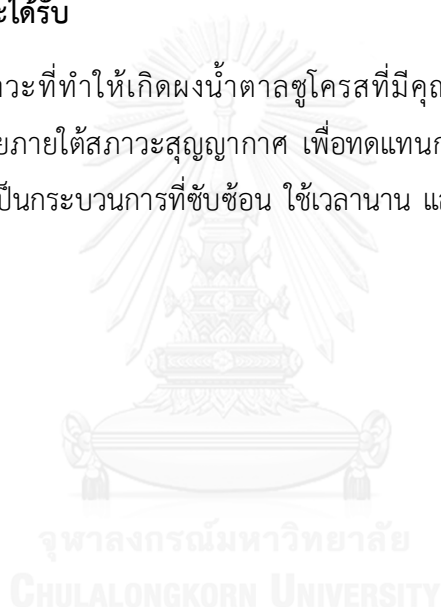 ะได้รับ
าวะที่ทำให้เกิดผงน้ำตาลซูโครสที่มีคุณ
ยภายใต้สภาวะสุญญากาศ เพื่อทดแทนก
เป็นกระบวนการที่ซับซ้อน ใช้เวลานาน แ
จุฬาลงกรณ์มหาวิทยาลัย
CHULALONGKORN UNIVERSITY